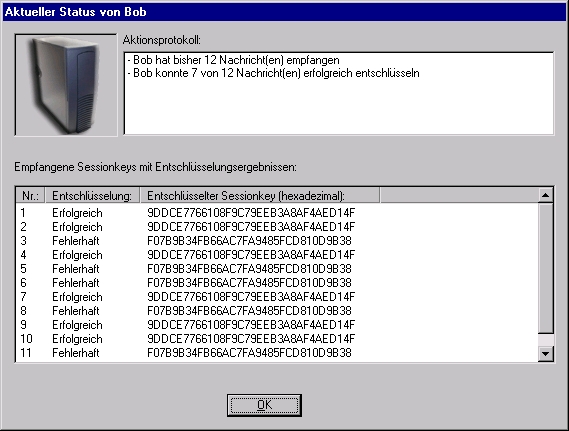 Aktueller Status von Bob
Aktionsprotokoll:
- Bob hat bisher 12 Nachricht(en) empfangen
- Bob konnte 7 von 12 Nachricht(en) erfolgreich entschlüsseln
Empfangene Sessionkeys mit Entschlüsselungsergebnissen:
Nr.: Entschlüsselung: Entschlüsselter Sessionkey (hexadezimal):
1 Erfolgreich 9DDCE7766108F9C79EEB3A8AF4AED14F
2 Erfolgreich 9DDCE7766108F9C79EEB3A8AF4AED14F
3 Fehlerhaft F07B9B34FB66AC7FA9485FCD810D9B38
4 Erfolgreich 9DDCE7766108F9C79EEB3A8AF4AED14F
5 Fehlerhaft F07B9B34FB66AC7FA9485FCD810D9B38
6 Fehlerhaft F07B9B34FB66AC7FA9485FCD810D9B38
7 Erfolgreich 9DDCE7766108F9C79EEB3A8AF4AED14F
8 Fehlerhaft F07B9B34FB66AC7FA9485FCD810D9B38
9 Erfolgreich 9DDCE7766108F9C79EEB3A8AF4AED14F
10 Erfolgreich 9DDCE7766108F9C79EEB3A8AF4AED14F
11 Fehlerhaft F07B9B34FB66AC7FA9485FCD810D9B38
OK